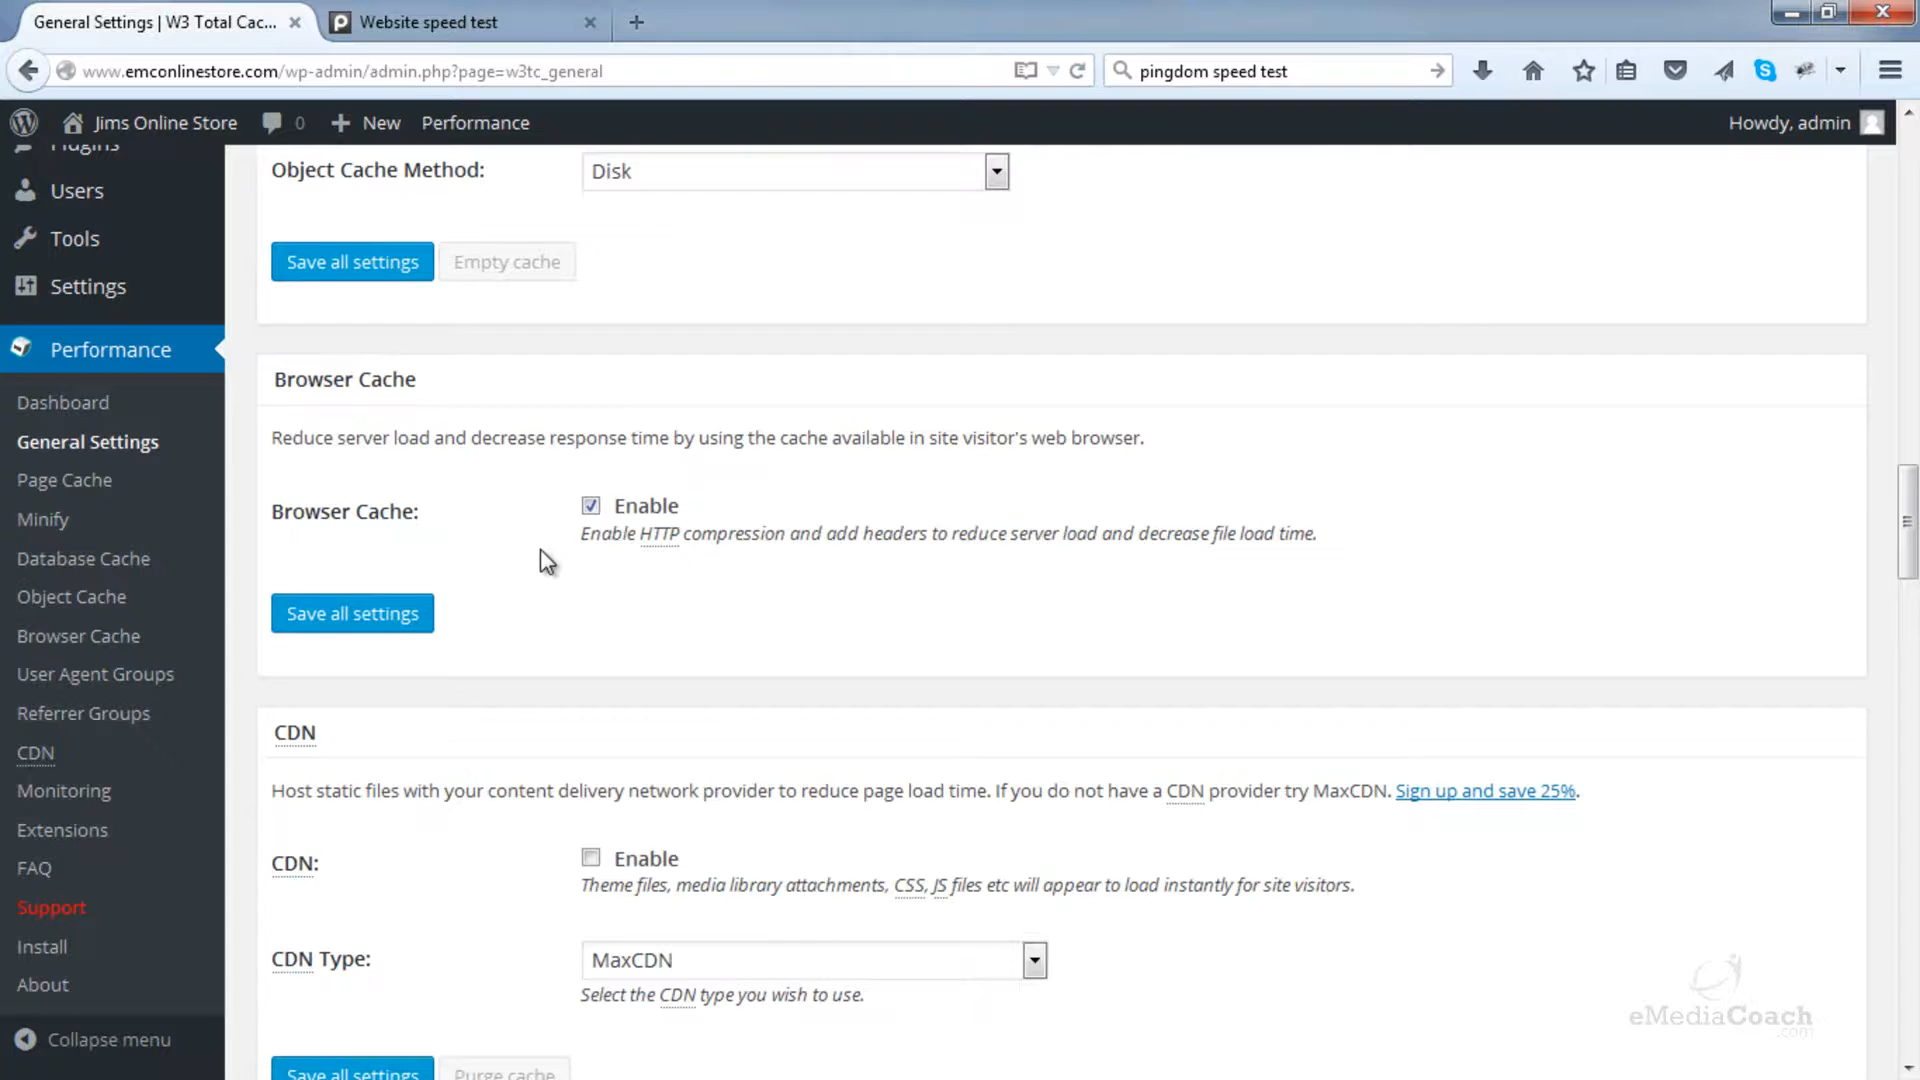 General Settings | W3 Total Cac...
Website speed test
www.emconlinestore.com/wp-admin/admin.php?page=w3tc_general
pingdom speed test
Jims Online Store
0
New
Performance
Howdy, admin
Plugins
Users
Tools
Settings
Performance
Dashboard
General Settings
Page Cache
Minify
Database Cache
Object Cache
Browser Cache
User Agent Groups
Referrer Groups
CDN
Monitoring
Extensions
FAQ
Support
Install
About
Collapse menu
Object Cache Method:
Disk
Save all settings
Empty cache
Browser Cache
Reduce server load and decrease response time by using the cache available in site visitor's web browser.
Browser Cache:
Enable
Enable HTTP compression and add headers to reduce server load and decrease file load time.
Save all settings
CDN
Host static files with your content delivery network provider to reduce page load time. If you do not have a CDN provider try MaxCDN. Sign up and save 25%.
CDN:
Enable
Theme files, media library attachments, CSS, JS files etc will appear to load instantly for site visitors.
CDN Type:
MaxCDN
Select the CDN type you wish to use.
Save all settings
Purge cache
eMediaCoach
.com